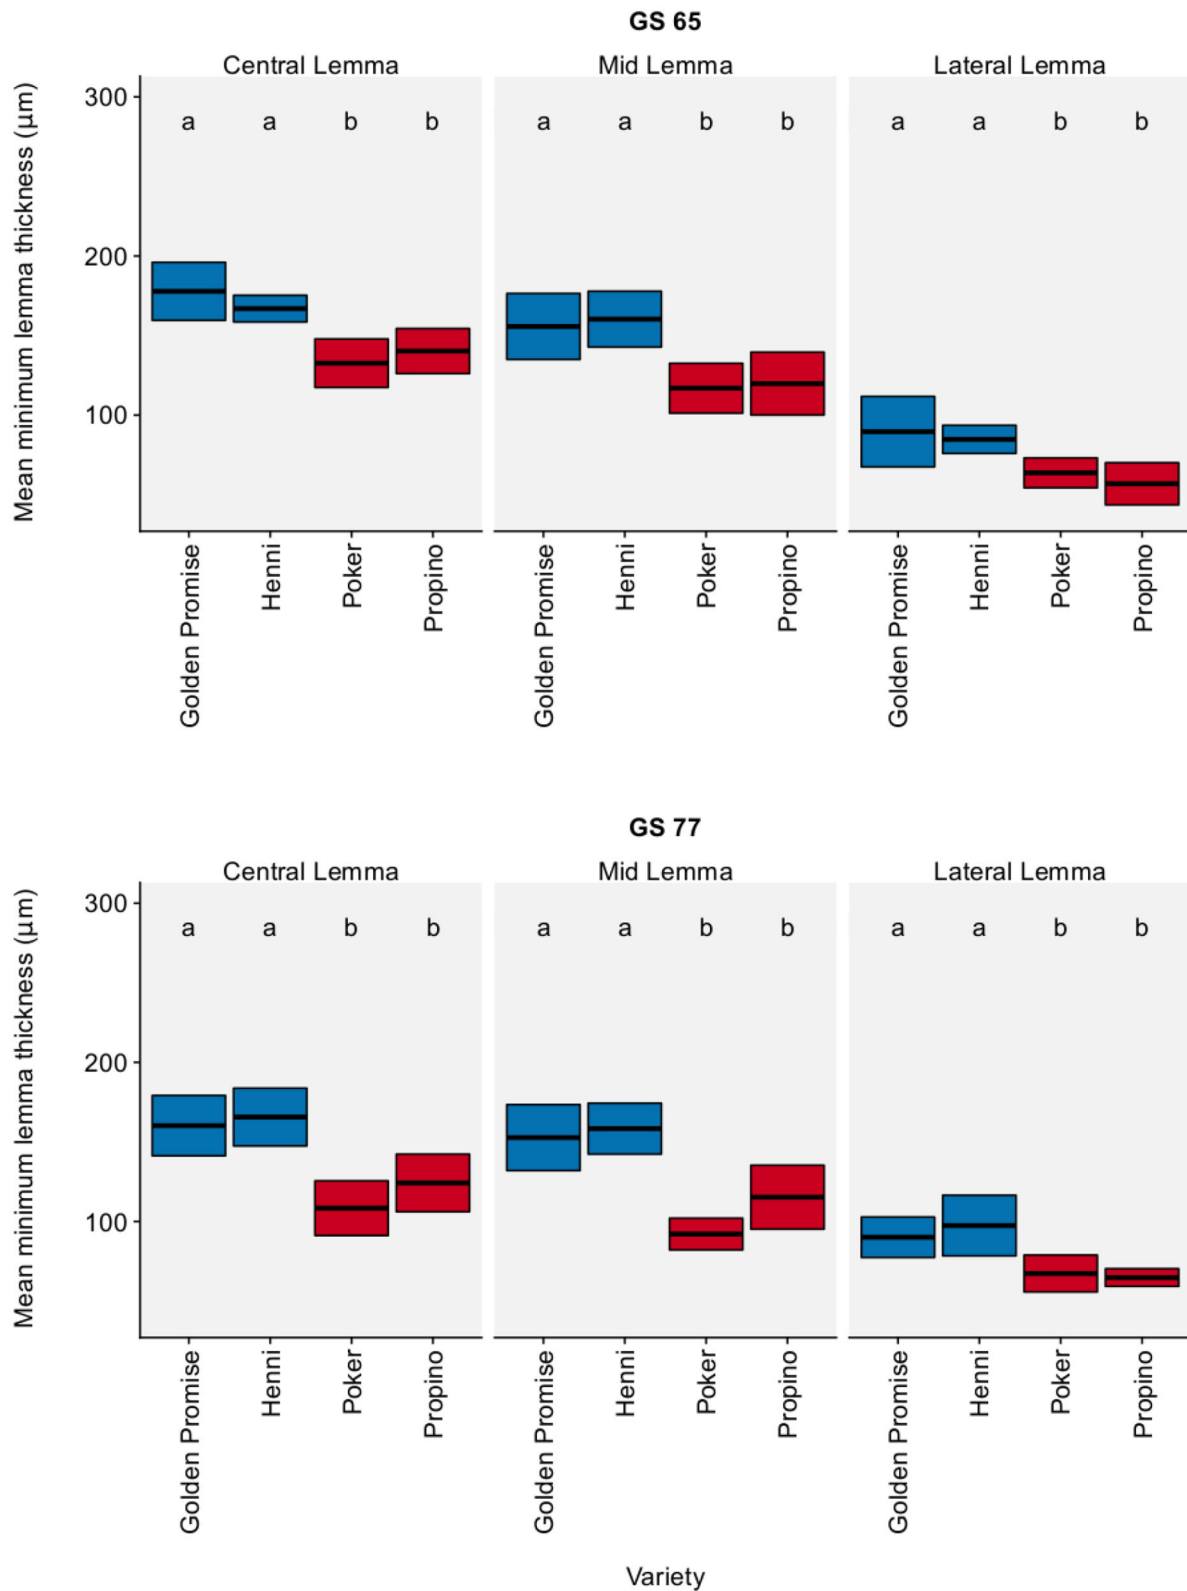 GS 65
Central Lemma Mid Lemma Lateral Lemma
Mean minimum lemma thickness (µm)
300
200
100
a a b b a a b b a a b b
Golden Promise Henni Poker Propino Golden Promise Henni Poker Propino Golden Promise Henni Poker Propino
GS 77
Central Lemma Mid Lemma Lateral Lemma
Mean minimum lemma thickness (µm)
300
200
100
a a b b a a b b a a b b
Golden Promise Henni Poker Propino Golden Promise Henni Poker Propino Golden Promise Henni Poker Propino
Variety